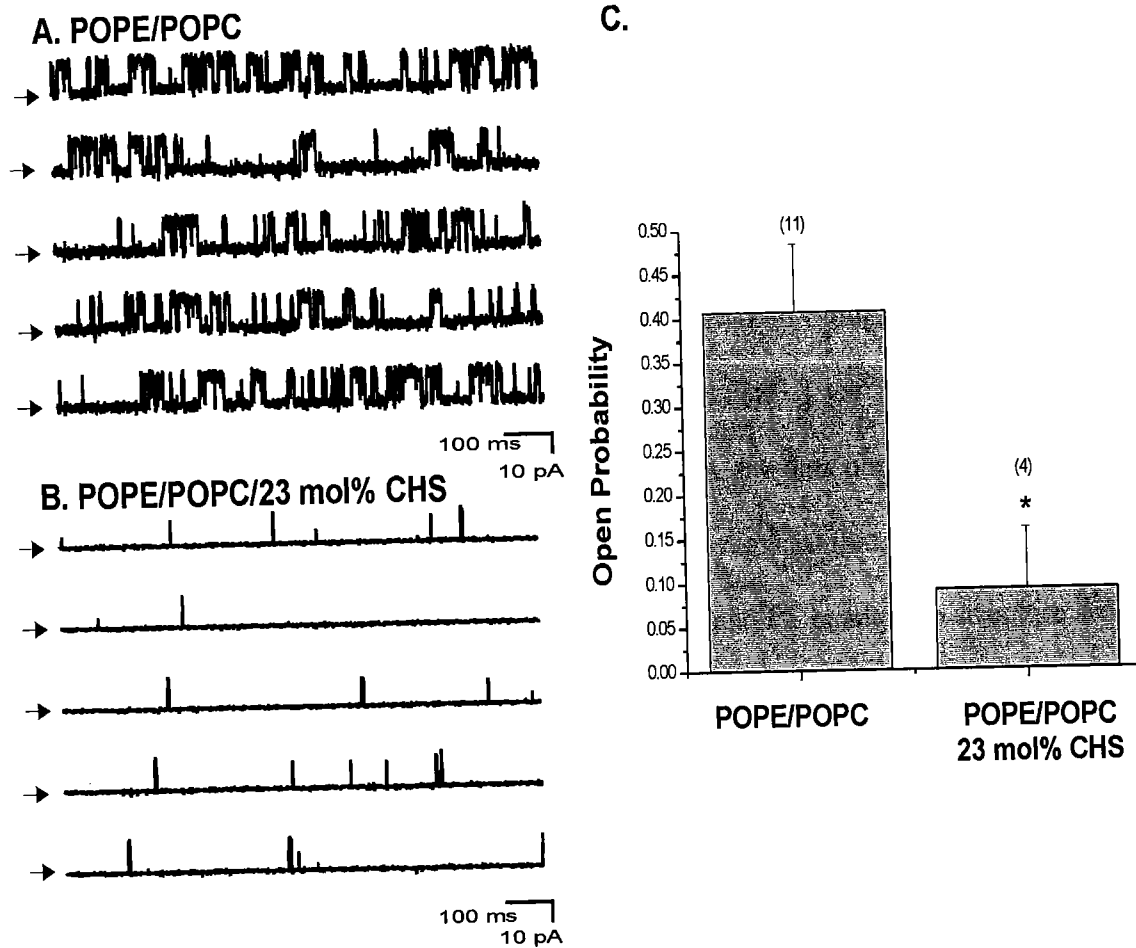 A. POPE/POPC
100 ms
10 pA
B. POPE/POPC/23 mol% CHS
100 ms
10 pA
C.
Open Probability
0.50
0.45
0.40
0.35
0.30
0.25
0.20
0.15
0.10
0.05
0.00
(11)
(4)
*
POPE/POPC
POPE/POPC
23 mol% CHS